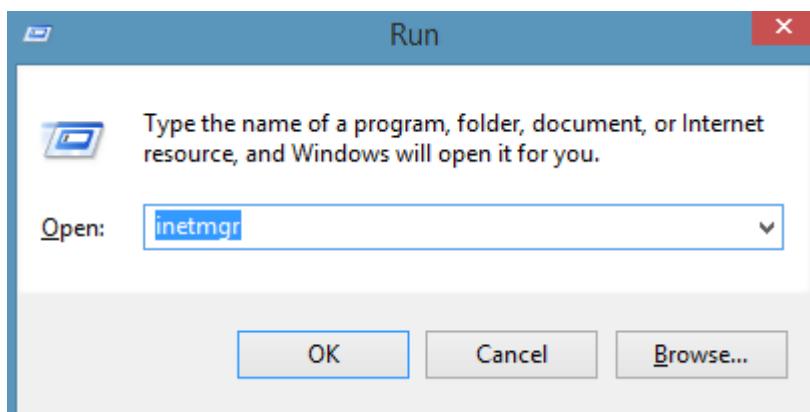 Run
Type the name of a program, folder, document, or Internet
resource, and Windows will open it for you.
Open: inetmgr
OK Cancel Browse...